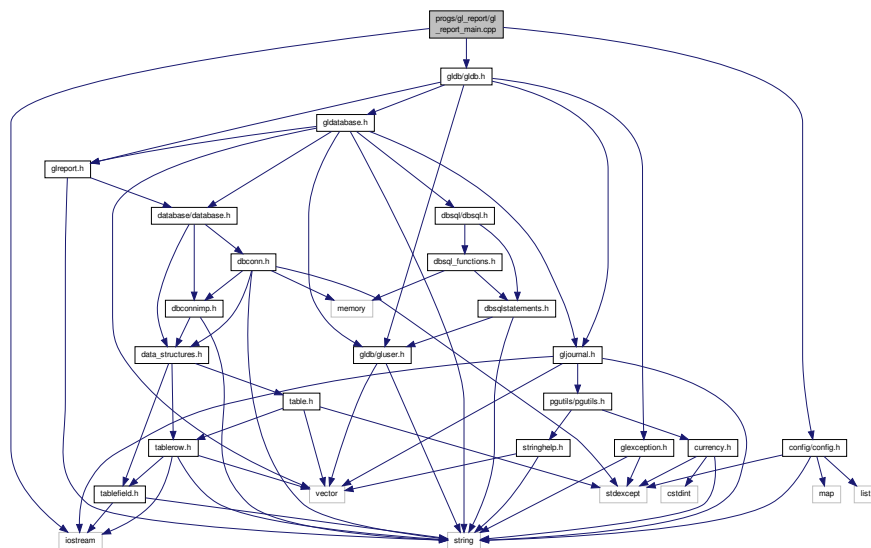 progs/gl_report/gl
_report_main.cpp
gldb/gldb.h
gldatabase.h
glreport.h
database/database.h
dbsql/dbsql.h
dbconn.h
dbsql_functions.h
dbconnimp.h
memory
dbsqlstatements.h
data_structures.h
gldb/gluser.h
gljournal.h
table.h
pgutils/pgutils.h
tablerow.h
stringhelp.h
glexception.h
currency.h
config/config.h
tablefield.h
vector
stdexcept
cstdint
map
list
iostream
string